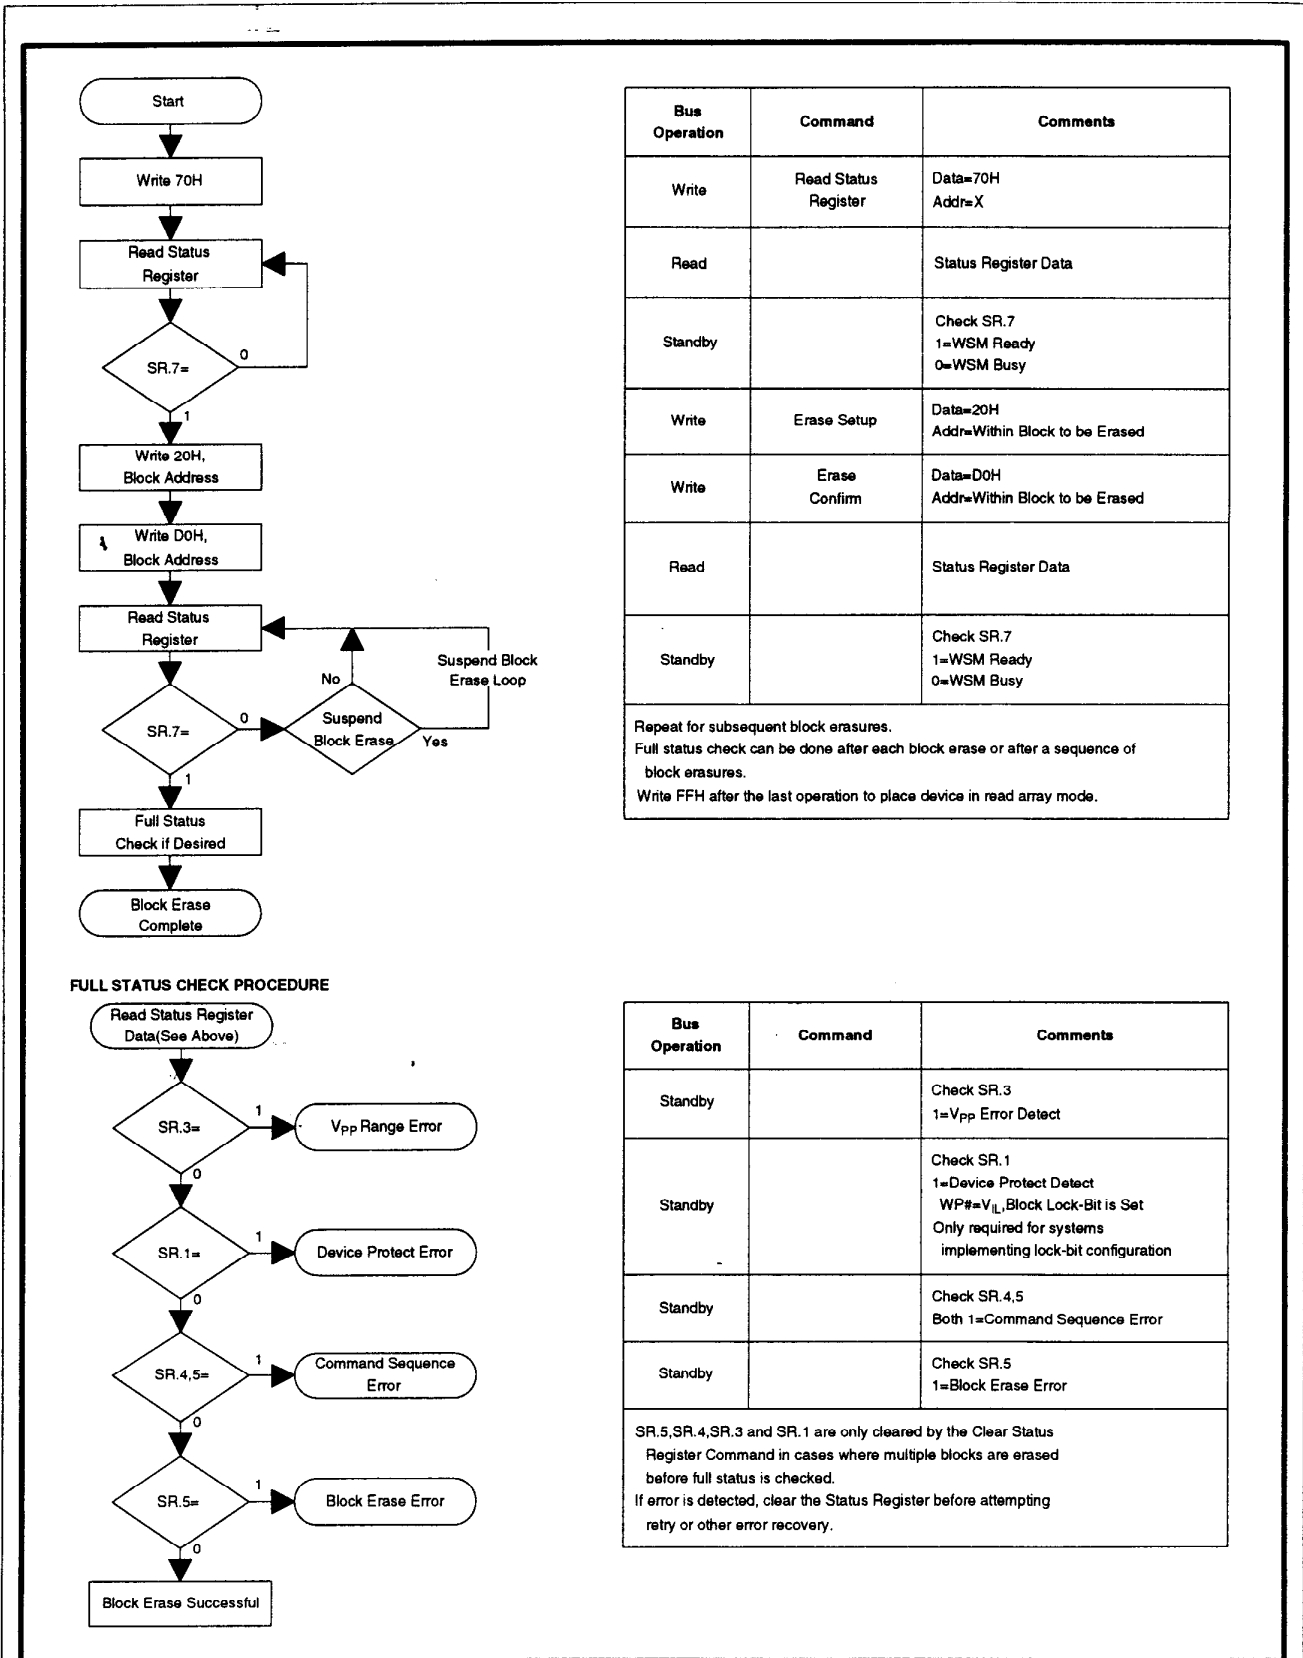 Start
Write 70H
Read Status
Register
SR.7=
0
1
Write 20H,
Block Address
Write D0H,
Block Address
Read Status
Register
SR.7=
0
1
Suspend
Block Erase
No
Yes
Suspend Block
Erase Loop
Full Status
Check if Desired
Block Erase
Complete
Bus
Operation
Command
Comments
Write
Read Status
Register
Data=70H
Addr=X
Read
Status Register Data
Standby
Check SR.7
1=WSM Ready
0=WSM Busy
Write
Erase Setup
Data=20H
Addr=Within Block to be Erased
Write
Erase
Confirm
Data=D0H
Addr=Within Block to be Erased
Read
Status Register Data
Standby
Check SR.7
1=WSM Ready
0=WSM Busy
Repeat for subsequent block erasures.
Full status check can be done after each block erase or after a sequence of
block erasures.
Write FFH after the last operation to place device in read array mode.
FULL STATUS CHECK PROCEDURE
Read Status Register
Data(See Above)
SR.3=
1
VPP Range Error
0
SR.1=
1
Device Protect Error
0
SR.4,5=
1
Command Sequence
Error
0
SR.5=
1
Block Erase Error
0
Block Erase Successful
Bus
Operation
Command
Comments
Standby
Check SR.3
1=VPP Error Detect
Standby
Check SR.1
1=Device Protect Detect
WP#=VIL,Block Lock-Bit is Set
Only required for systems
implementing lock-bit configuration
Standby
Check SR.4,5
Both 1=Command Sequence Error
Standby
Check SR.5
1=Block Erase Error
SR.5,SR.4,SR.3 and SR.1 are only cleared by the Clear Status
Register Command in cases where multiple blocks are erased
before full status is checked.
If error is detected, clear the Status Register before attempting
retry or other error recovery.